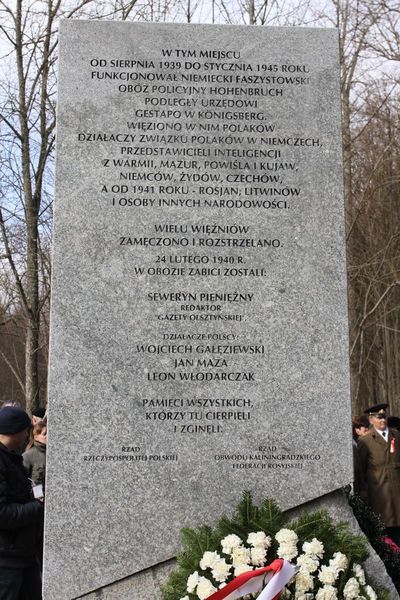 W TYM MIEJSCU
OD SIERPNIA 1939 DO STYCZNIA 1945 ROKU
FUNKCJONOWAŁ NIEMIECKI FASZYSTOWSKI
OBÓZ POLICYJNY HOHENBRUCH
PODLEGŁY URZĘDOWI
GESTAPO W KÖNIGSBERG.
WIĘZIONO W NIM POLAKÓW
DZIAŁACZY ZWIĄZKU POLAKÓW W NIEMCZECH,
PRZEDSTAWICIELI INTELIGENCJI
Z WARMII, MAZUR, POWIŚLA I KUJAW,
NIEMCÓW, ŻYDÓW, CZECHÓW,
A OD 1941 ROKU - ROSJAN, LITWINÓW
I OSOBY INNYCH NARODOWOŚCI.
WIELU WIĘŹNIÓW
ZAMĘCZONO I ROZSTRZELANO.
24 LUTEGO 1940 R.
W OBOZIE ZABICI ZOSTALI:
SEWERYN PIENIĘŻNY
REDAKTOR
"GAZETY OLSZTYŃSKIEJ".
DZIAŁACZE POLSCY:
WOJCIECH GAŁĘZIEWSKI
JAN MAZA
LEON WŁODARCZAK
PAMIĘCI WSZYSTKICH,
KTÓRZY TU CIERPIELI
I ZGINĘLI.
RZĄD
RZECZYPOSPOLITEJ POLSKIEJ
RZĄD
OBWODU KALININGRADZKIEGO
FEDERACJI ROSYJSKIEJ